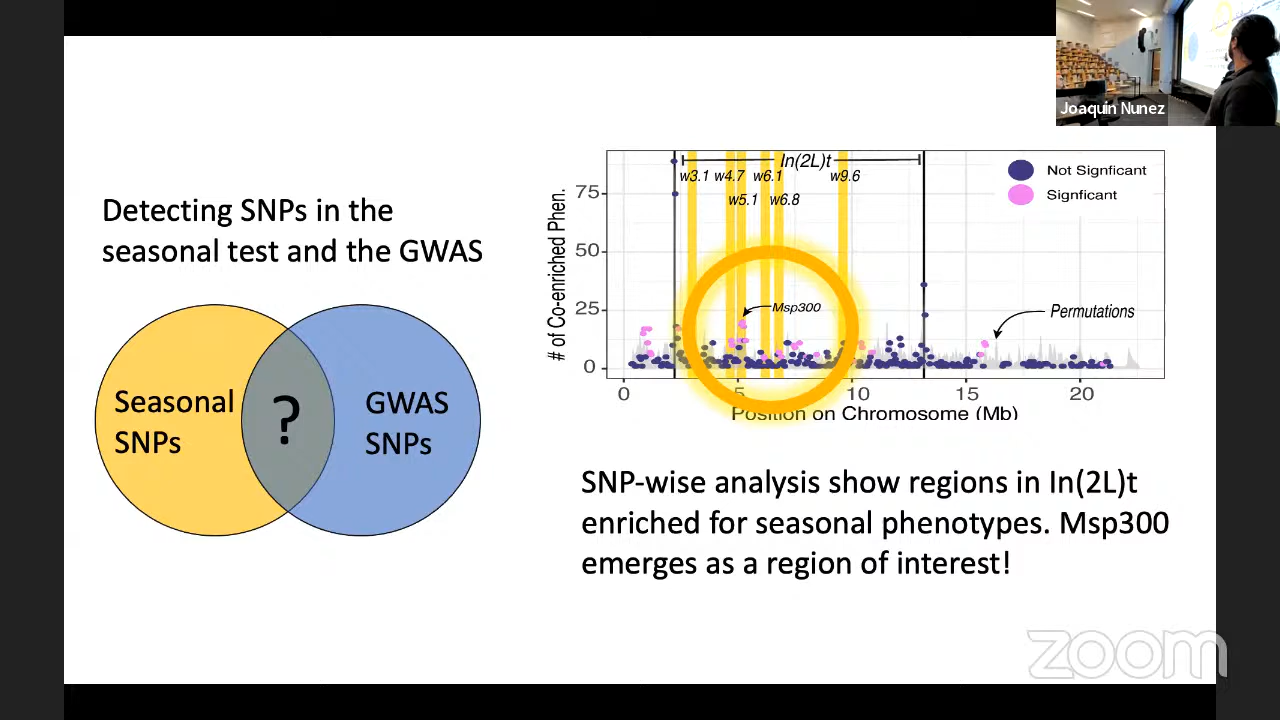 Joaquin Nunez
Detecting SNPs in the
seasonal test and the GWAS
Seasonal
SNPs
?
GWAS
SNPs
In(2L)t
w3.1 w4.7 w6.1 w9.6
w5.1 w6.8
Not Signficant
Signficant
# of Co-enriched Phen.
75
50
25
0
Msp300
Permutations
0 5 10 15 20
Position on Chromosome (Mb)
SNP-wise analysis show regions in In(2L)t
enriched for seasonal phenotypes. Msp300
emerges as a region of interest!
zoom